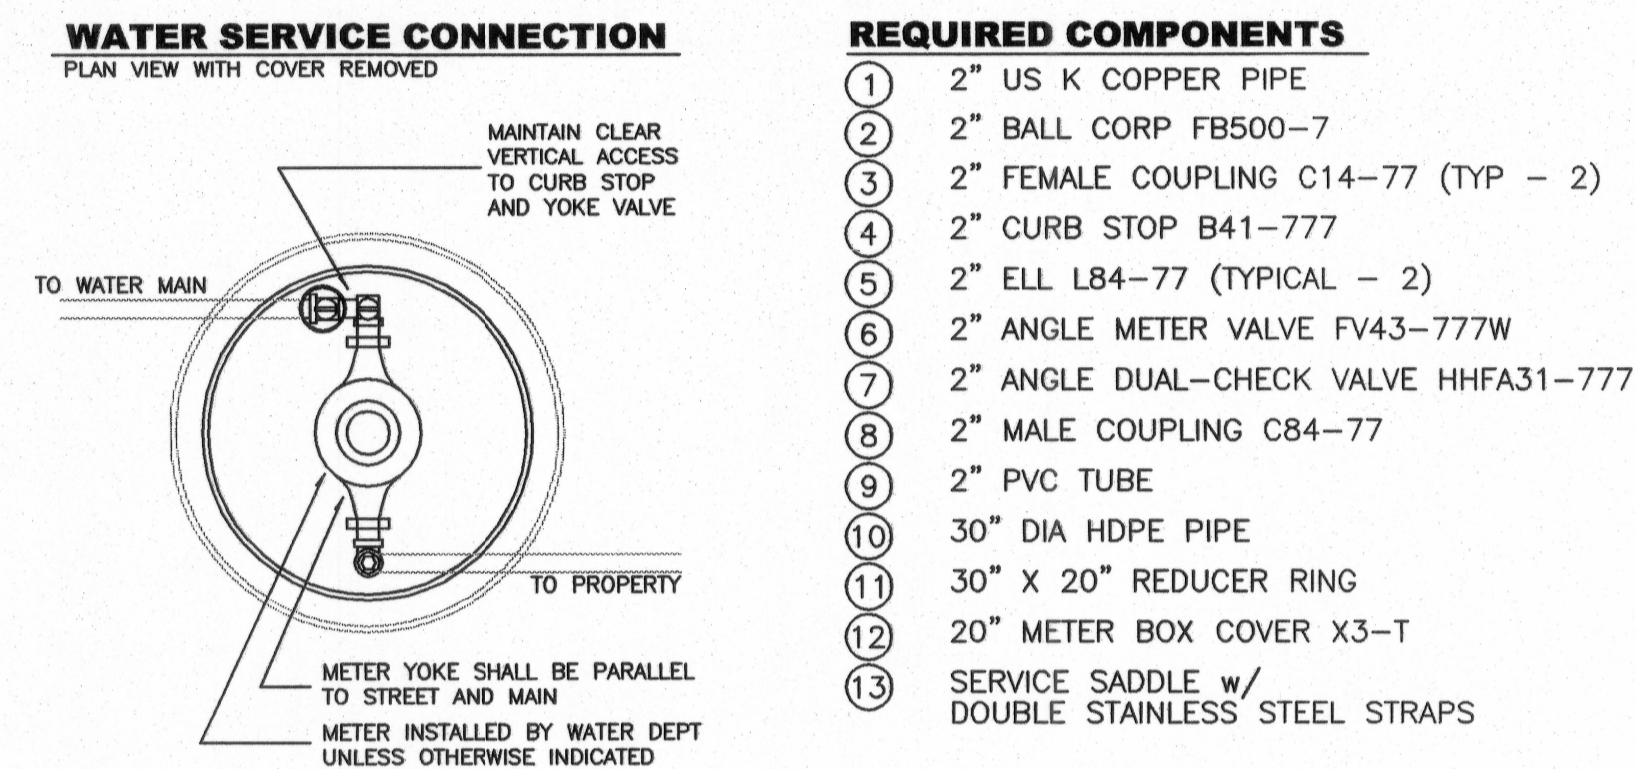 WATER SERVICE CONNECTION
PLAN VIEW WITH COVER REMOVED
MAINTAIN CLEAR
VERTICAL ACCESS
TO CURB STOP
AND YOKE VALVE
TO WATER MAIN
TO PROPERTY
METER YOKE SHALL BE PARALLEL
TO STREET AND MAIN
METER INSTALLED BY WATER DEPT
UNLESS OTHERWISE INDICATED
REQUIRED COMPONENTS
1 2" US K COPPER PIPE
2 2" BALL CORP FB500-7
3 2" FEMALE COUPLING C14-77 (TYP - 2)
4 2" CURB STOP B41-777
5 2" ELL L84-77 (TYPICAL - 2)
6 2" ANGLE METER VALVE FV43-777W
7 2" ANGLE DUAL-CHECK VALVE HHFA31-777
8 2" MALE COUPLING C84-77
9 2" PVC TUBE
10 30" DIA HDPE PIPE
11 30" X 20" REDUCER RING
12 20" METER BOX COVER X3-T
13 SERVICE SADDLE w/
DOUBLE STAINLESS STEEL STRAPS